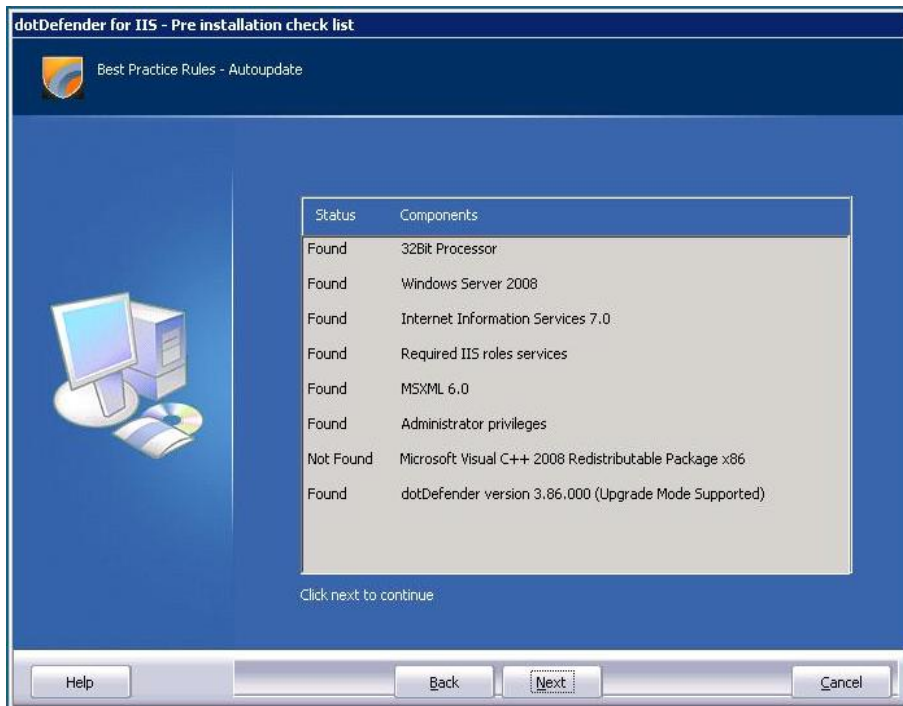 dotDefender for IIS - Pre installation check list
Best Practice Rules - Autoupdate
Status Components
Found 32Bit Processor
Found Windows Server 2008
Found Internet Information Services 7.0
Found Required IIS roles services
Found MSXML 6.0
Found Administrator privileges
Not Found Microsoft Visual C++ 2008 Redistributable Package x86
Found dotDefender version 3.86.000 (Upgrade Mode Supported)
Click next to continue
Help Back Next Cancel